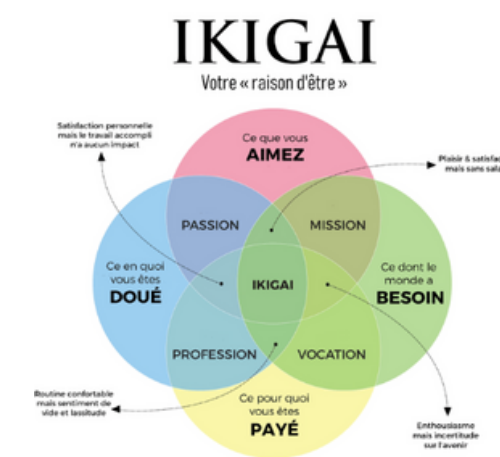 IKIGAI
Votre « raison d'être »
Satisfaction personnelle
mais le travail accompli
n'a aucun impact
Ce que vous
AIMEZ
Plaisir & satisfac
mais sans sala
PASSION
MISSION
Ce en quoi
vous êtes
DOUÉ
IKIGAI
Ce dont le
monde a
BESOIN
PROFESSION
VOCATION
Routine confortable
mais sentiment de
vide et lassitude
Ce pour quoi
vous êtes
PAYÉ
Enthousiasme
mais incertitude
sur l'avenir